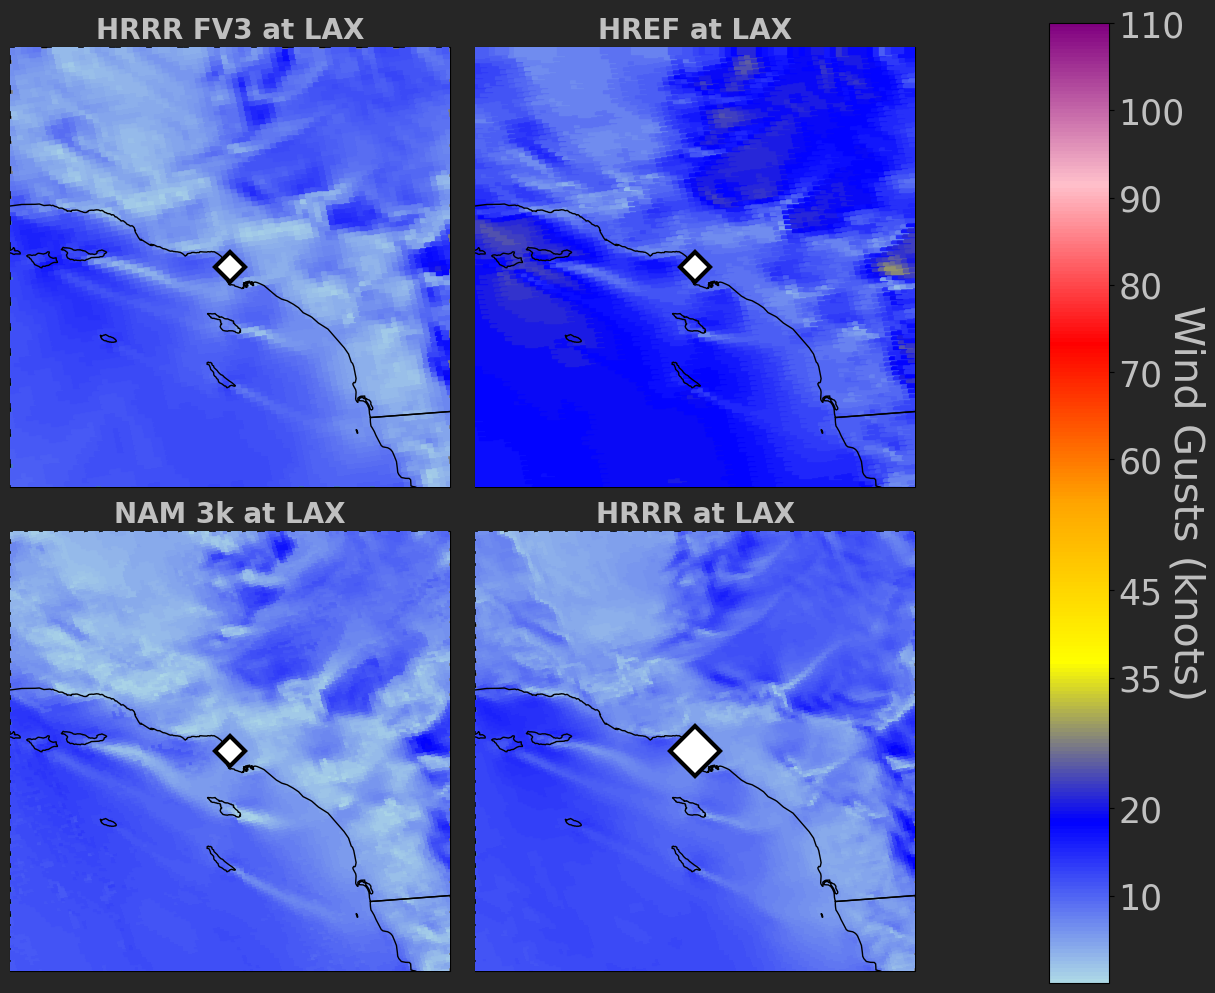 HRRR FV3 at LAX
HREF at LAX
NAM 3k at LAX
HRRR at LAX
110
100
90
80
70
60
45
35
20
10
Wind Gusts (knots)